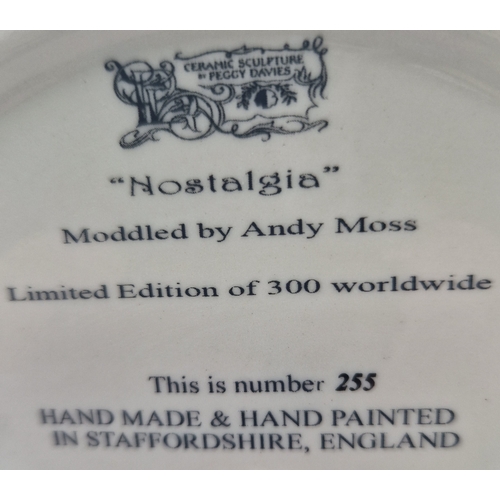 CERAMIC SCULPTURE
BY PEGGY DAVIES
"Nostalgia"
Moddled by Andy Moss
Limited Edition of 300 worldwide
This is number 255
HAND MADE & HAND PAINTED
IN STAFFORDSHIRE, ENGLAND